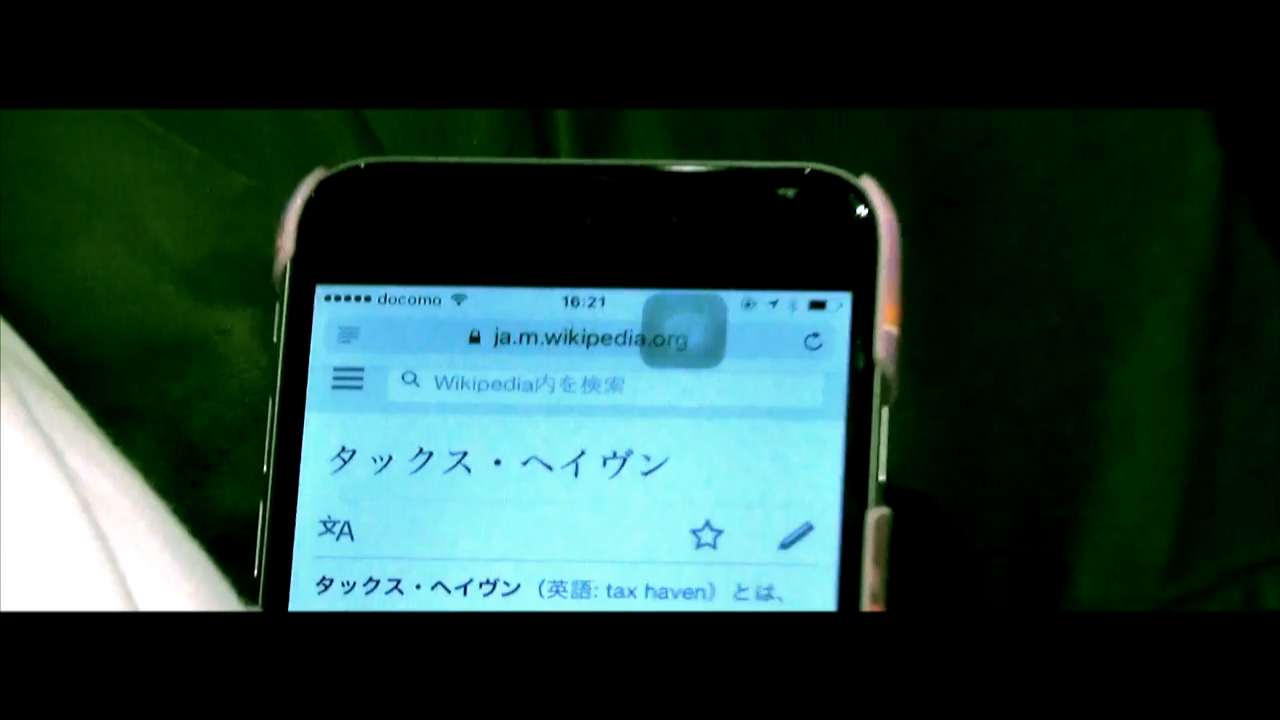 docomo 16:21
ja.m.wikipedia.org
Wikipedia内を検索
タックス・ヘイヴン
文A
タックス・ヘイヴン（英語: tax haven）とは、